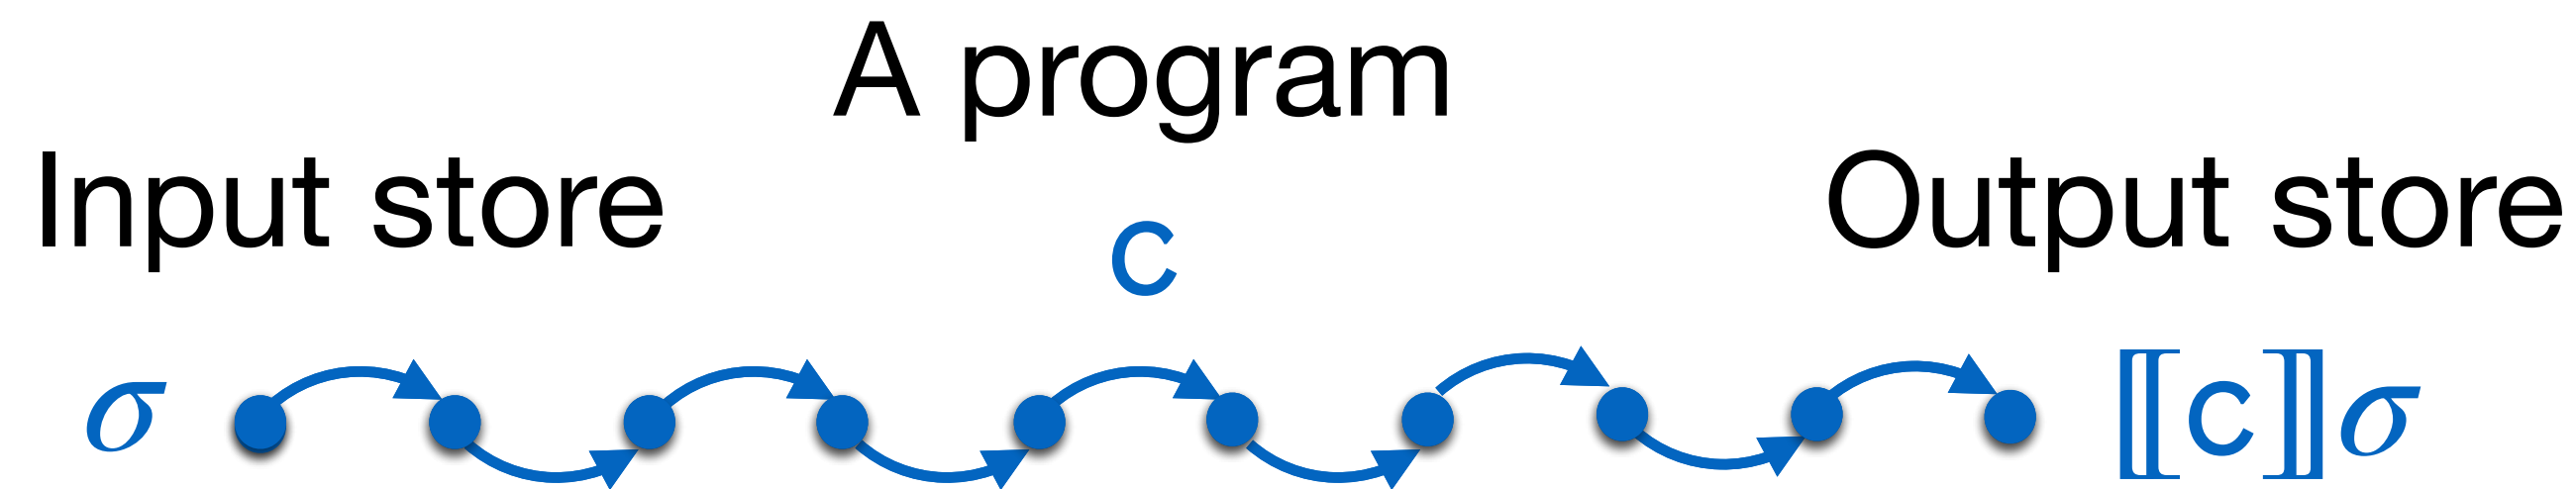 A program
Input store
Output store
c
σ
⟦c⟧σ